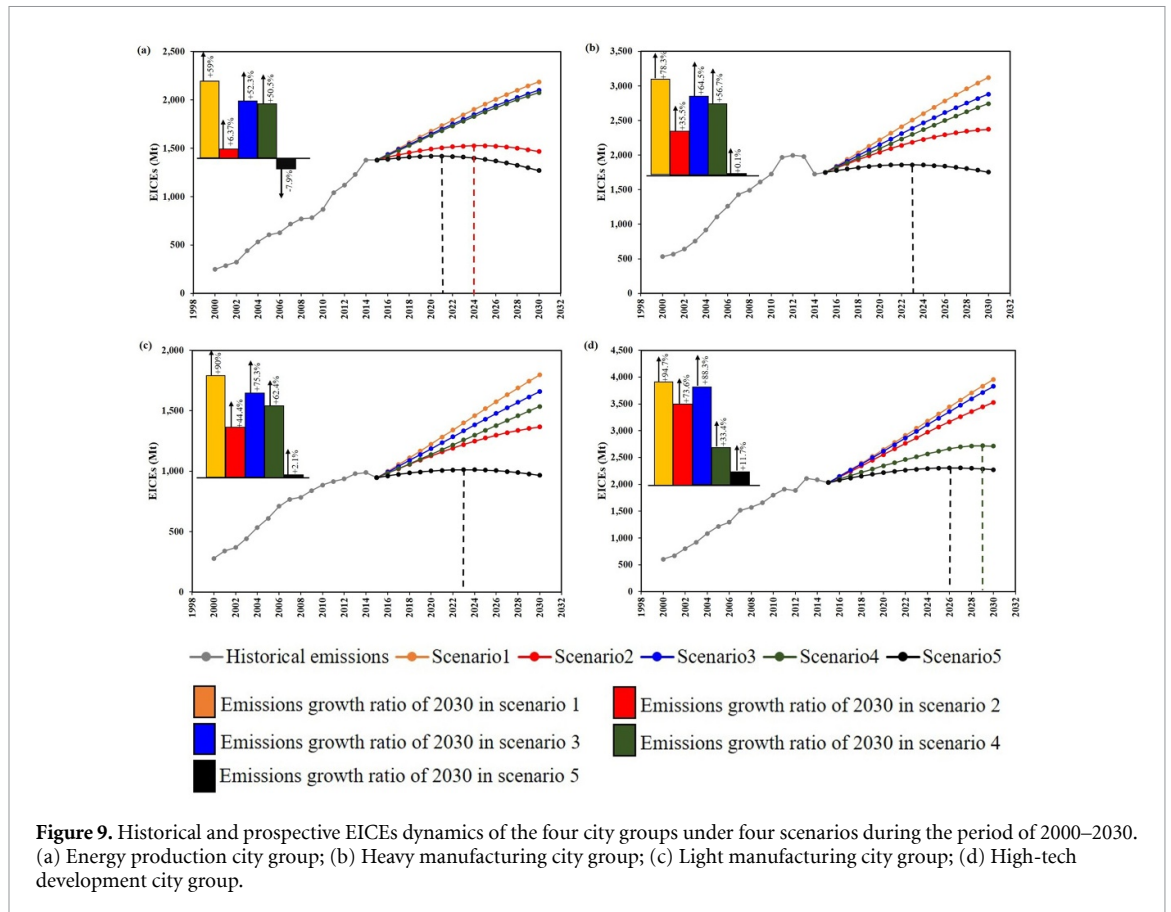 (a)
2,500
2,000
1,500
1,000
500
0
EICEs (Mt)
+59%
+6.37%
+52.3%
+50.5%
-7.9%
1998 2000 2002 2004 2006 2008 2010 2012 2014 2016 2018 2020 2022 2024 2026 2028 2030 2032
(b)
3,500
3,000
2,500
2,000
1,500
1,000
500
0
EICEs (Mt)
+78.3%
+35.5%
+64.5%
+56.7%
+0.1%
1998 2000 2002 2004 2006 2008 2010 2012 2014 2016 2018 2020 2022 2024 2026 2028 2030 2032
(c)
2,000
1,500
1,000
500
0
EICEs (Mt)
+90%
+44.4%
+75.3%
+62.4%
+2.1%
1998 2000 2002 2004 2006 2008 2010 2012 2014 2016 2018 2020 2022 2024 2026 2028 2030 2032
(d)
4,500
4,000
3,500
3,000
2,500
2,000
1,500
1,000
500
0
EICEs (Mt)
+94.7%
+73.6%
+88.3%
+33.4%
+11.7%
1998 2000 2002 2004 2006 2008 2010 2012 2014 2016 2018 2020 2022 2024 2026 2028 2030 2032
Historical emissions Scenario1 Scenario2 Scenario3 Scenario4 Scenario5
Emissions growth ratio of 2030 in scenario 1 Emissions growth ratio of 2030 in scenario 2
Emissions growth ratio of 2030 in scenario 3 Emissions growth ratio of 2030 in scenario 4
Emissions growth ratio of 2030 in scenario 5
Figure 9. Historical and prospective EICEs dynamics of the four city groups under four scenarios during the period of 2000–2030.
(a) Energy production city group; (b) Heavy manufacturing city group; (c) Light manufacturing city group; (d) High-tech
development city group.